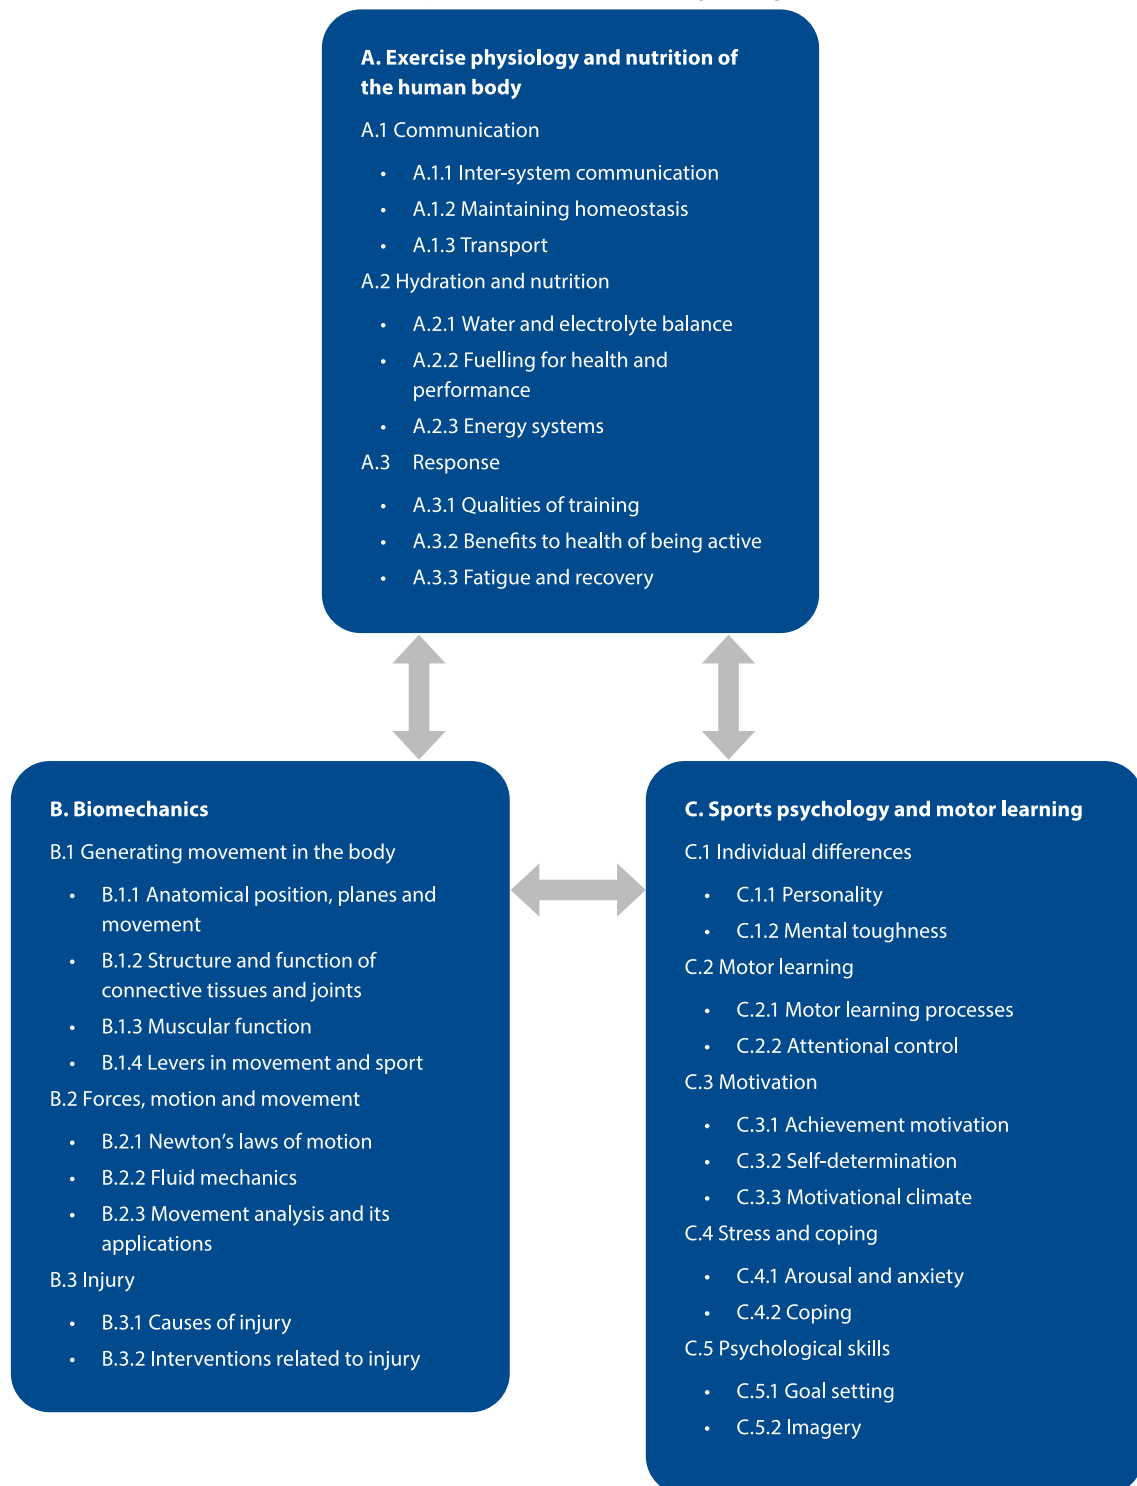 A. Exercise physiology and nutrition of
the human body
A.1 Communication
• A.1.1 Inter-system communication
• A.1.2 Maintaining homeostasis
• A.1.3 Transport
A.2 Hydration and nutrition
• A.2.1 Water and electrolyte balance
• A.2.2 Fuelling for health and
performance
• A.2.3 Energy systems
A.3 Response
• A.3.1 Qualities of training
• A.3.2 Benefits to health of being active
• A.3.3 Fatigue and recovery
B. Biomechanics
B.1 Generating movement in the body
• B.1.1 Anatomical position, planes and
movement
• B.1.2 Structure and function of
connective tissues and joints
• B.1.3 Muscular function
• B.1.4 Levers in movement and sport
B.2 Forces, motion and movement
• B.2.1 Newton’s laws of motion
• B.2.2 Fluid mechanics
• B.2.3 Movement analysis and its
applications
B.3 Injury
• B.3.1 Causes of injury
• B.3.2 Interventions related to injury
C. Sports psychology and motor learning
C.1 Individual differences
• C.1.1 Personality
• C.1.2 Mental toughness
C.2 Motor learning
• C.2.1 Motor learning processes
• C.2.2 Attentional control
C.3 Motivation
• C.3.1 Achievement motivation
• C.3.2 Self-determination
• C.3.3 Motivational climate
C.4 Stress and coping
• C.4.1 Arousal and anxiety
• C.4.2 Coping
C.5 Psychological skills
• C.5.1 Goal setting
• C.5.2 Imagery